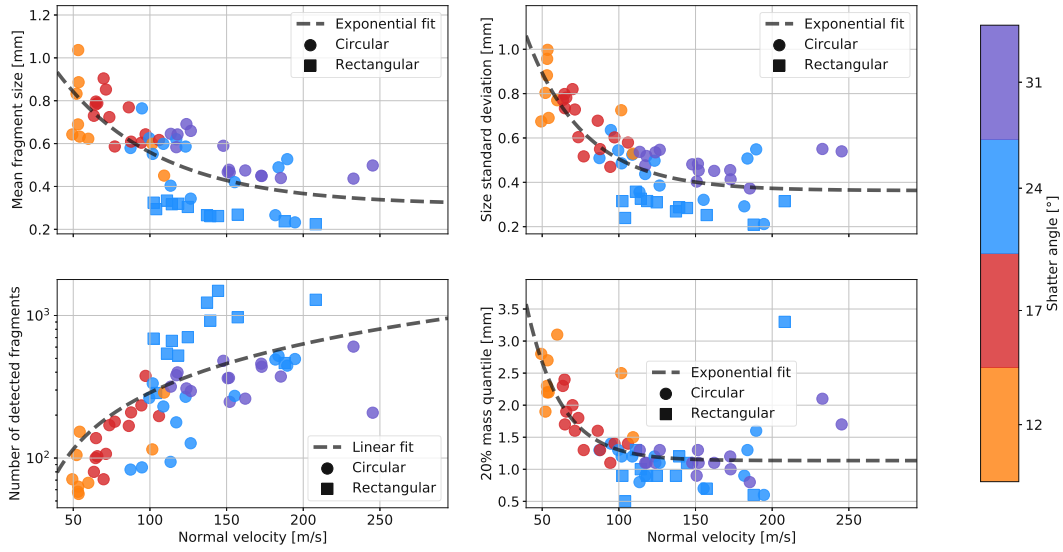 Mean fragment size [mm]
1.2
1.0
0.8
0.6
0.4
0.2
Exponential fit
Circular
Rectangular
Size standard deviation [mm]
1.2
1.0
0.8
0.6
0.4
0.2
Exponential fit
Circular
Rectangular
Number of detected fragments
10³
10²
50
100
150
200
250
Normal velocity [m/s]
Linear fit
Circular
Rectangular
20% mass quantile [mm]
3.5
3.0
2.5
2.0
1.5
1.0
0.5
50
100
150
200
250
Normal velocity [m/s]
Exponential fit
Circular
Rectangular
31
24
17
12
Shatter angle [°]